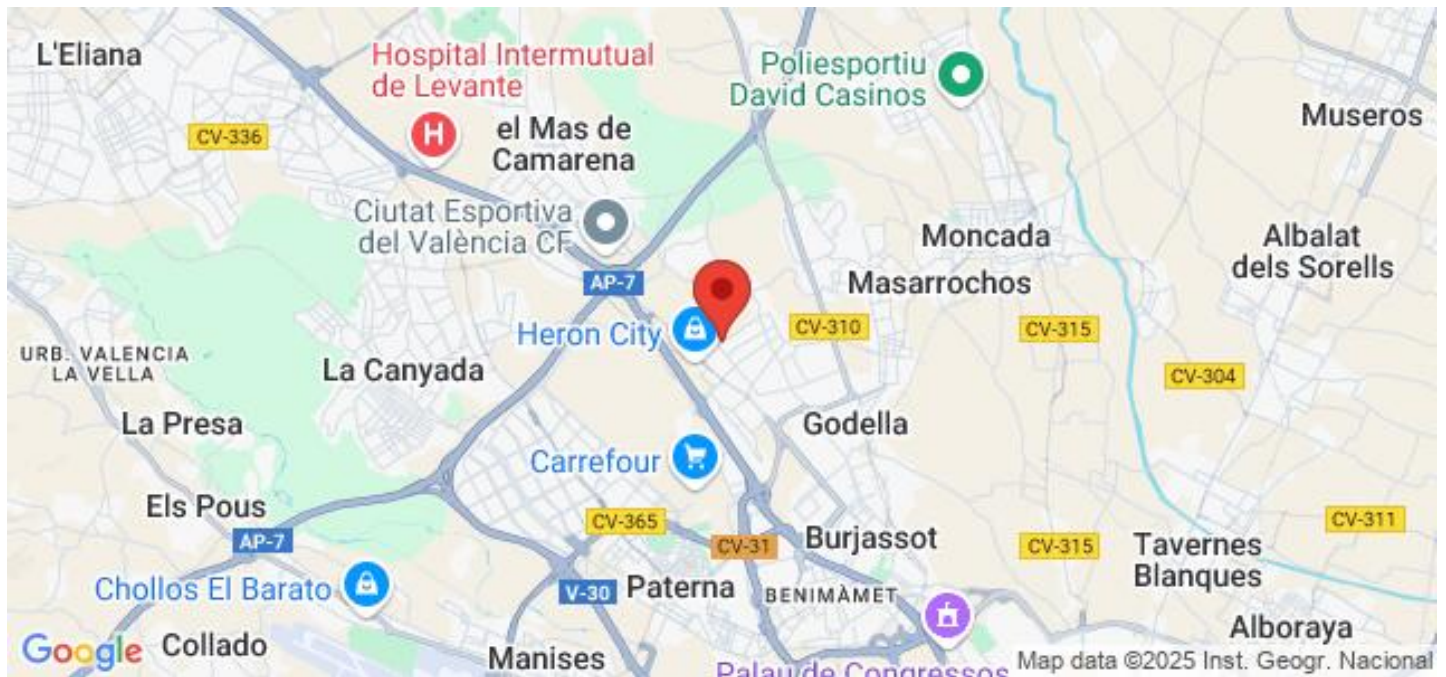 L'Eliana
Hospital Intermutual
de Levante
H
CV-336
el Mas de
Camarena
Poliesportiu
David Casinos
Museros
Ciutat Esportiva
del València CF
AP-7
Moncada
Masarrochos
Albalat
dels Sorells
Heron City
CV-310
CV-315
URB. VALENCIA
LA VELLA
La Canyada
CV-304
La Presa
Godella
Carrefour
Els Pous
AP-7
CV-365
CV-31
Burjassot
CV-315
CV-311
Tavernes
Blanques
Chollos El Barato
V-30
Paterna
BENIMÀMET
Alboraya
Google
Collado
Manises
Palau de Congressos
Map data ©2025 Inst. Geogr. Nacional